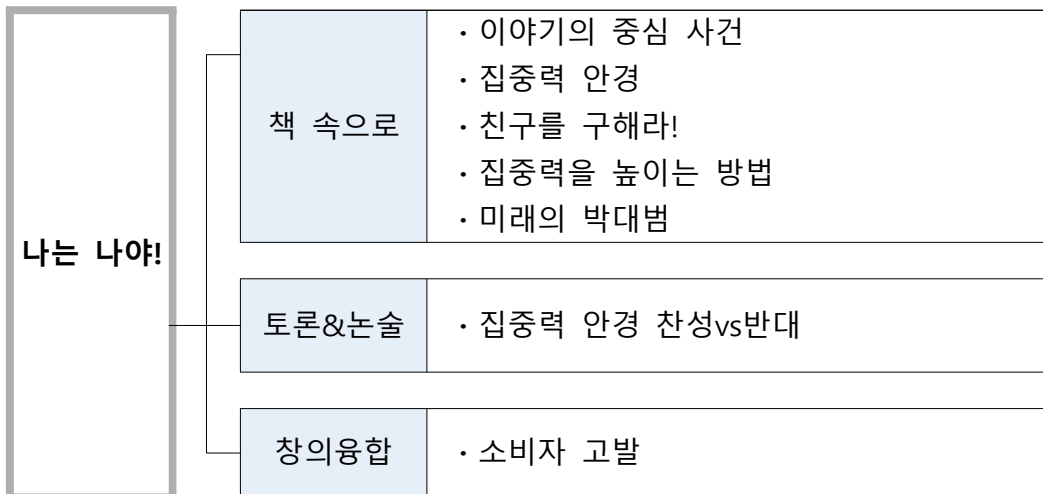 나는 나야!
책 속으로
· 이야기의 중심 사건
· 집중력 안경
· 친구를 구해라!
· 집중력을 높이는 방법
· 미래의 박대범
토론&논술
· 집중력 안경 찬성vs반대
창의융합
· 소비자 고발